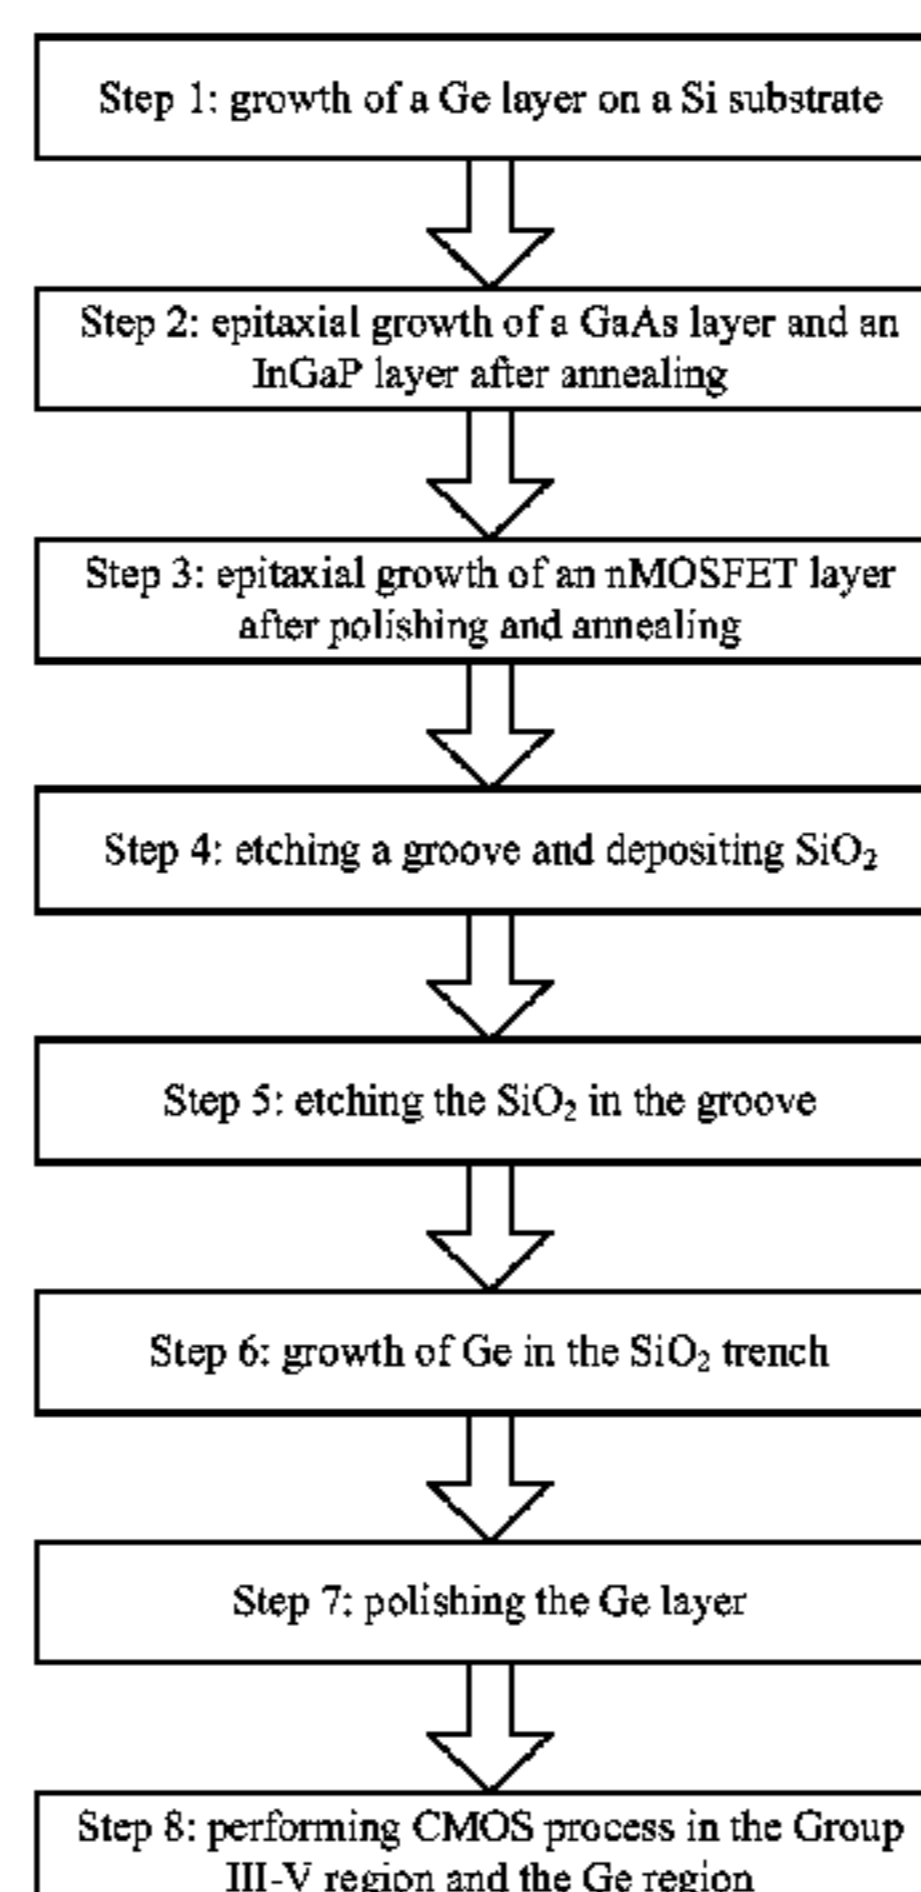 Step 1: growth of a Ge layer on a Si substrate
Step 2: epitaxial growth of a GaAs layer and an
InGaP layer after annealing
Step 3: epitaxial growth of an nMOSFET layer
after polishing and annealing
Step 4: etching a groove and depositing SiO₂
Step 5: etching the SiO₂ in the groove
Step 6: growth of Ge in the SiO₂ trench
Step 7: polishing the Ge layer
Step 8: performing CMOS process in the Group
III-V region and the Ge region